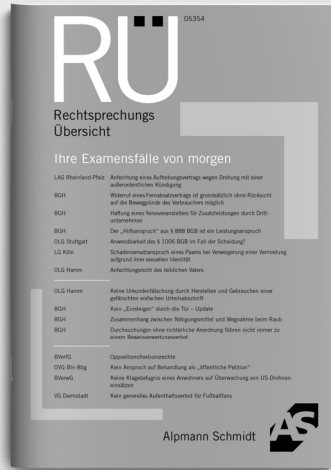 RÜ
05354
Rechtsprechungs
Übersicht
Ihre Examensfälle von morgen
LAG Rheinland-Pfalz Anfechtung eines Aufhebungsvertrags wegen Drohung mit einer
außerordentlichen Kündigung
BGH Widerruf eines Fernabsatzvertrags ist grundsätzlich ohne Rücksicht
auf die Beweggründe des Verbrauchers möglich
BGH Haftung eines Reiseveranstalters für Zusatzleistungen durch Dritt-
unternehmen
BGH Der „Hilfsanspruch" aus § 888 BGB ist ein Leistungsanspruch
OLG Stuttgart Anwendbarkeit des § 1006 BGB im Fall der Scheidung?
LG Köln Schadensersatzanspruch eines Paares bei Verweigerung einer Vermietung
aufgrund ihrer sexuellen Identität
OLG Hamm Anfechtungsrecht des leiblichen Vaters
OLG Hamm Keine Urkundenfälschung durch Herstellen und Gebrauchen einer
gefälschten einfachen Urteilsabschrift
BGH Kein „Einsteigen" durch die Tür – Update
BGH Zusammenhang zwischen Nötigungsmittel und Wegnahme beim Raub
BGH Durchsuchungen ohne richterliche Anordnung führen nicht immer zu
einem Beweisverwertungsverbot
BVerfG Oppositionsfraktionsrechte
OVG Bln-Bbg Kein Anspruch auf Behandlung als „öffentliche Petition"
BVerwG Keine Klagebefugnis eines Anwohners auf Überwachung von US-Drohnen-
einsätzen
VG Darmstadt Kein generelles Aufenthaltsverbot für Fußballfans
Alpmann Schmidt
AS